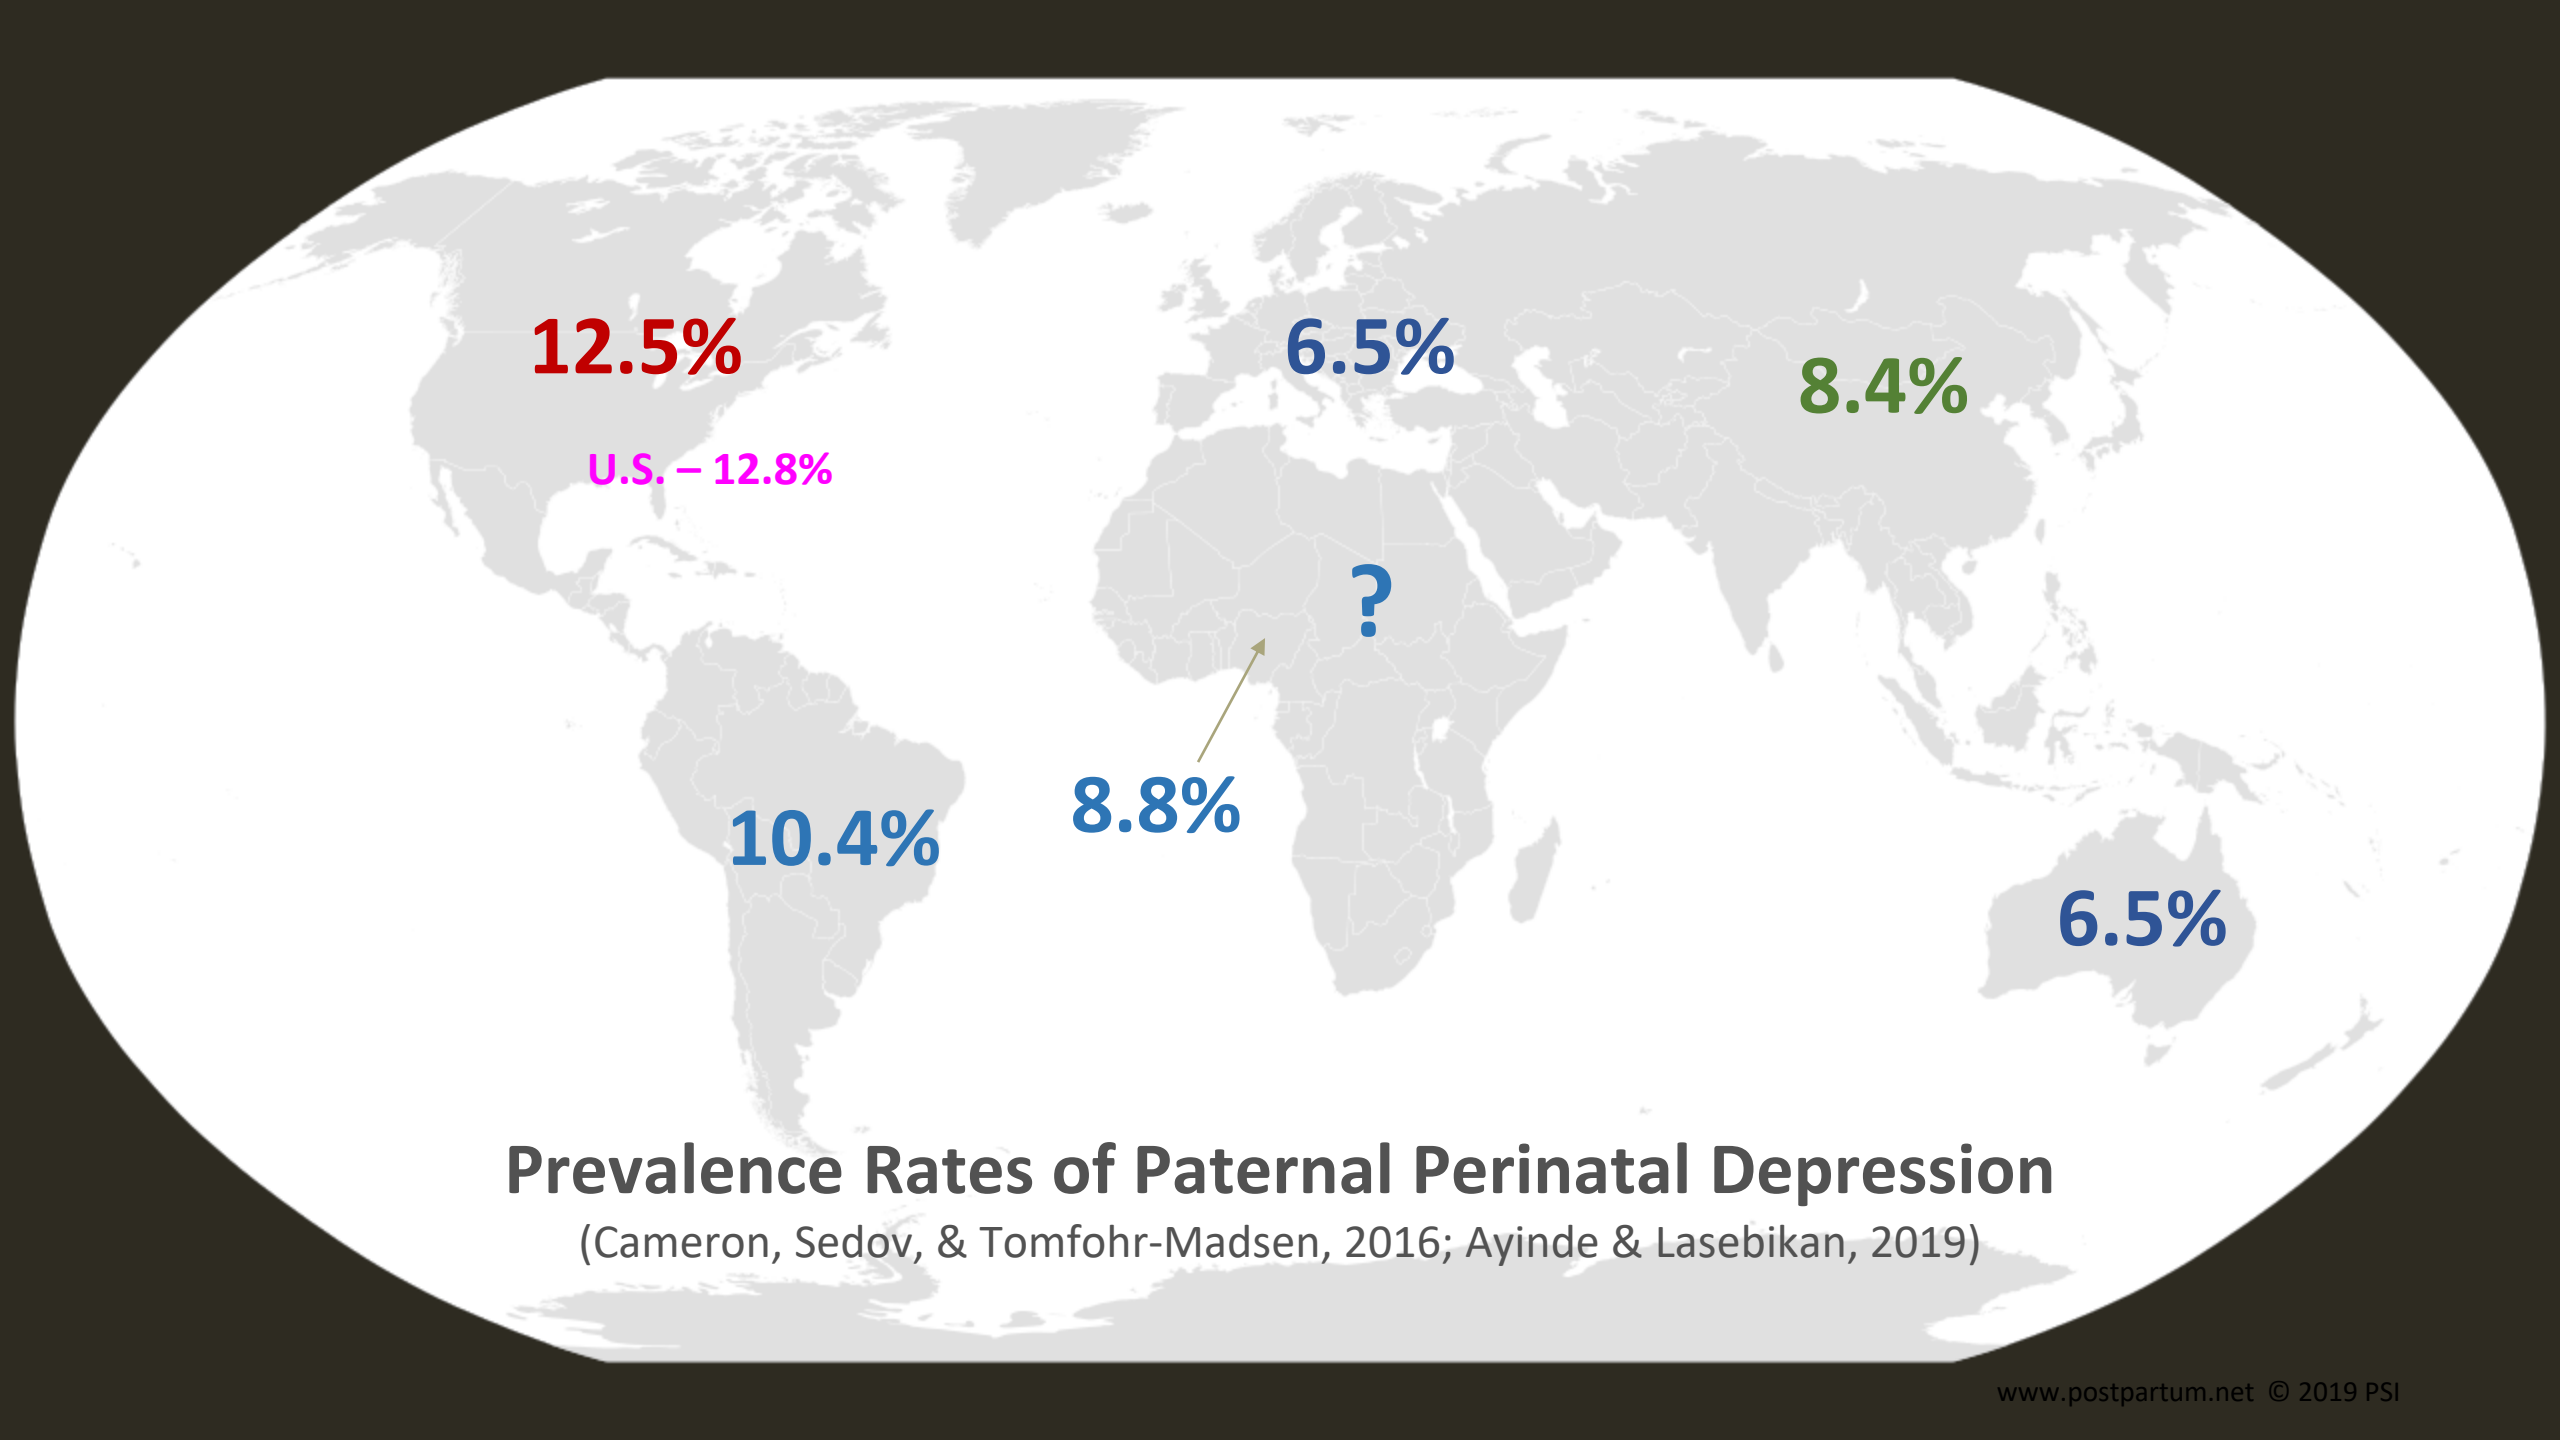 12.5%
6.5%
8.4%
U.S. – 12.8%
?
8.8%
10.4%
6.5%
Prevalence Rates of Paternal Perinatal Depression
(Cameron, Sedov, & Tomfohr-Madsen, 2016; Ayinde & Lasebikan, 2019)
www.postpartum.net © 2019 PSI